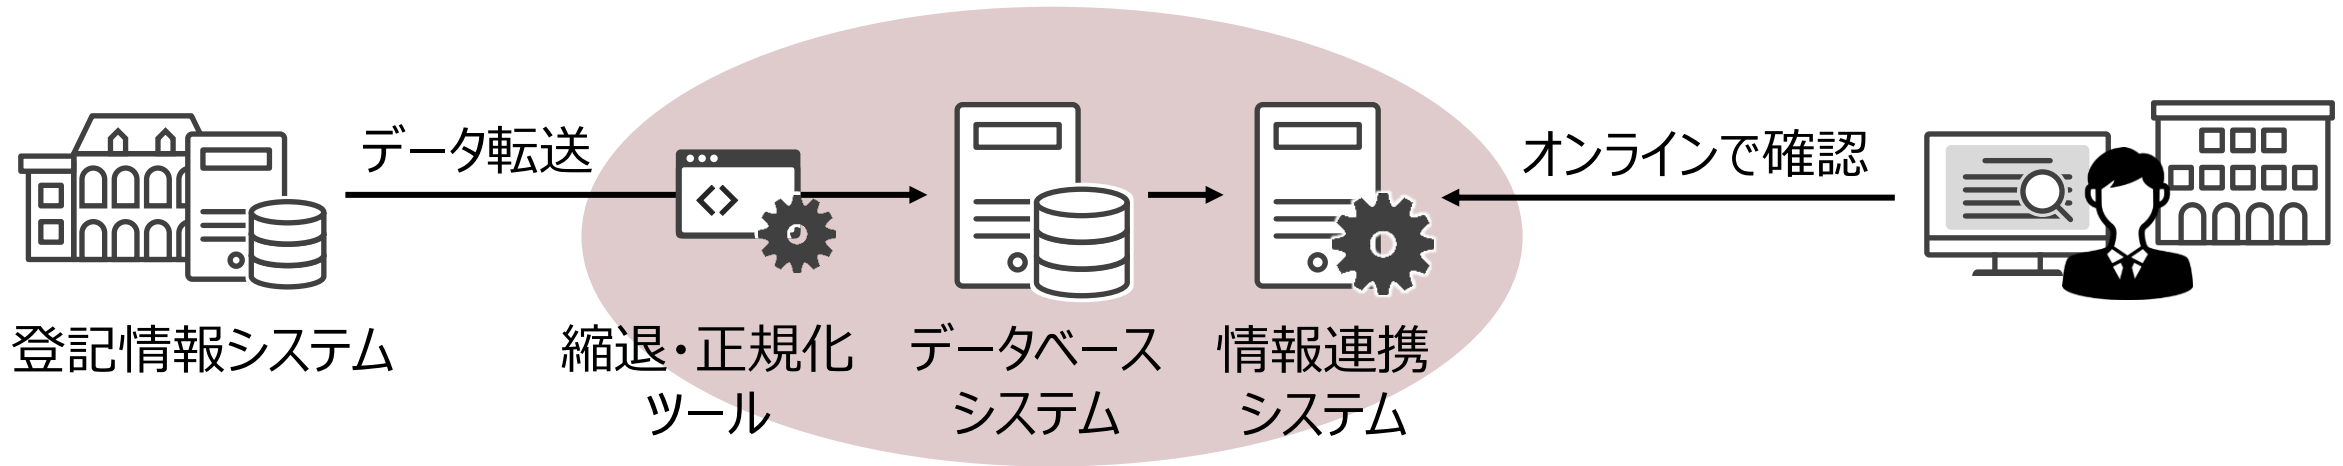 データ転送
オンラインで確認
登記情報システム
縮退・正規化
ツール
データベース
システム
情報連携
システム